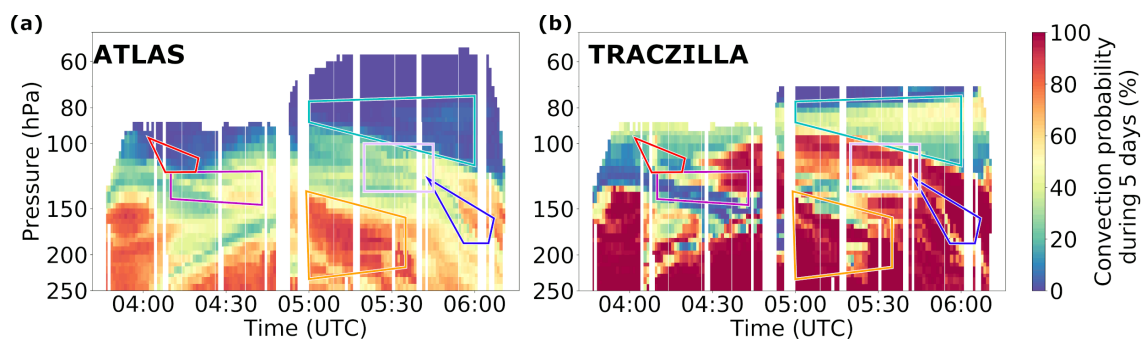 (a)
ATLAS
Pressure (hPa)
60
80
100
150
200
250
04:00 04:30 05:00 05:30 06:00
Time (UTC)
(b)
TRACZILLA
60
80
100
150
200
250
04:00 04:30 05:00 05:30 06:00
Time (UTC)
100
80
60
40
20
0
Convection probability
during 5 days (%)